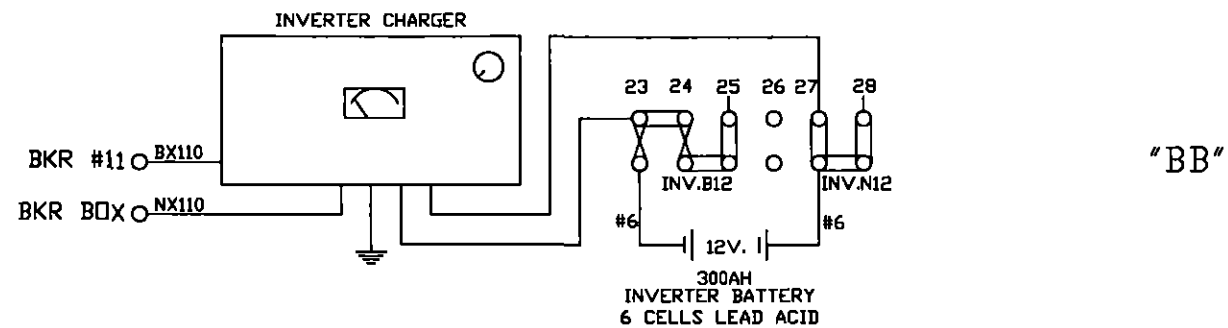 INVERTER CHARGER
23 24 25 26 27 28
BKR #11 BX110
"BB"
INV.B12 INV.N12
BKR BOX NX110
#6 #6
12V.
300AH
INVERTER BATTERY
6 CELLS LEAD ACID